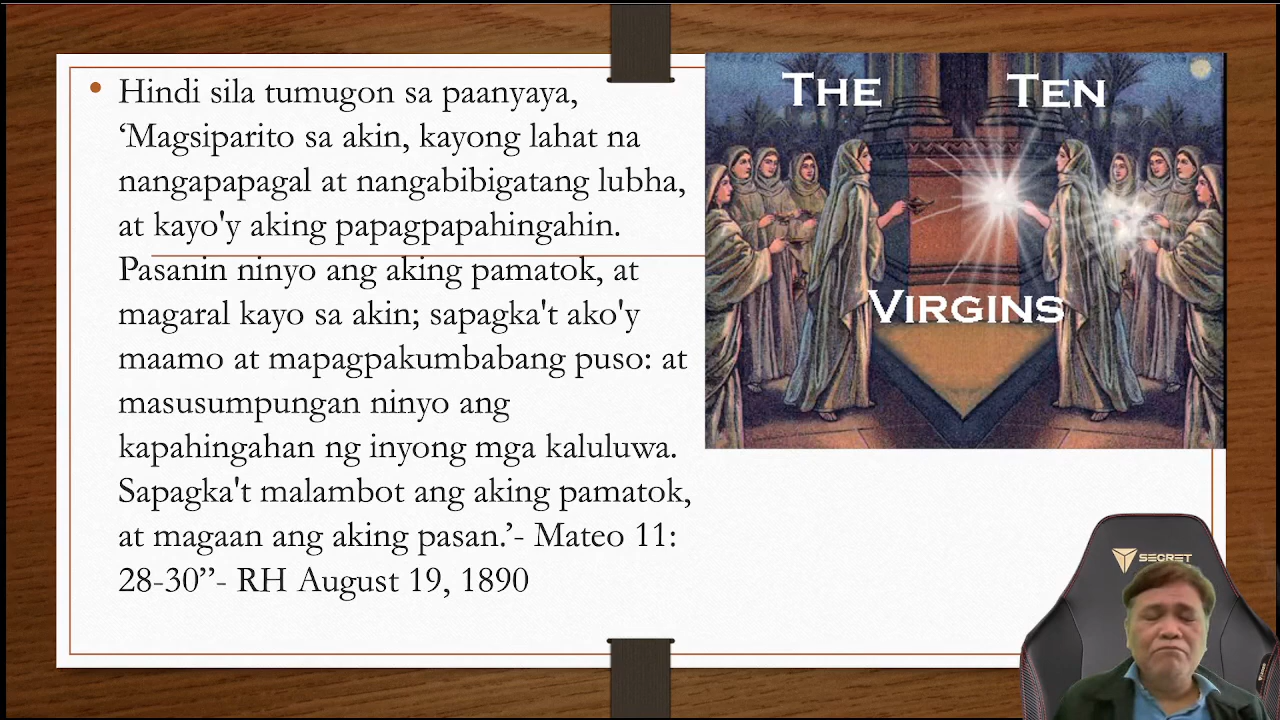 Hindi sila tumugon sa paanyaya,
‘Magsiparito sa akin, kayong lahat na
nangapapagal at nangabibigatang lubha,
at kayo'y aking papagpapahingahin.
Pasanin ninyo ang aking pamatok, at
magaral kayo sa akin; sapagka't ako'y
maamo at mapagpakumbabang puso: at
masusumpungan ninyo ang
kapahingahan ng inyong mga kaluluwa.
Sapagka't malambot ang aking pamatok,
at magaan ang aking pasan.’- Mateo 11:
28-30”- RH August 19, 1890
THE TEN
VIRGINS
SECRET